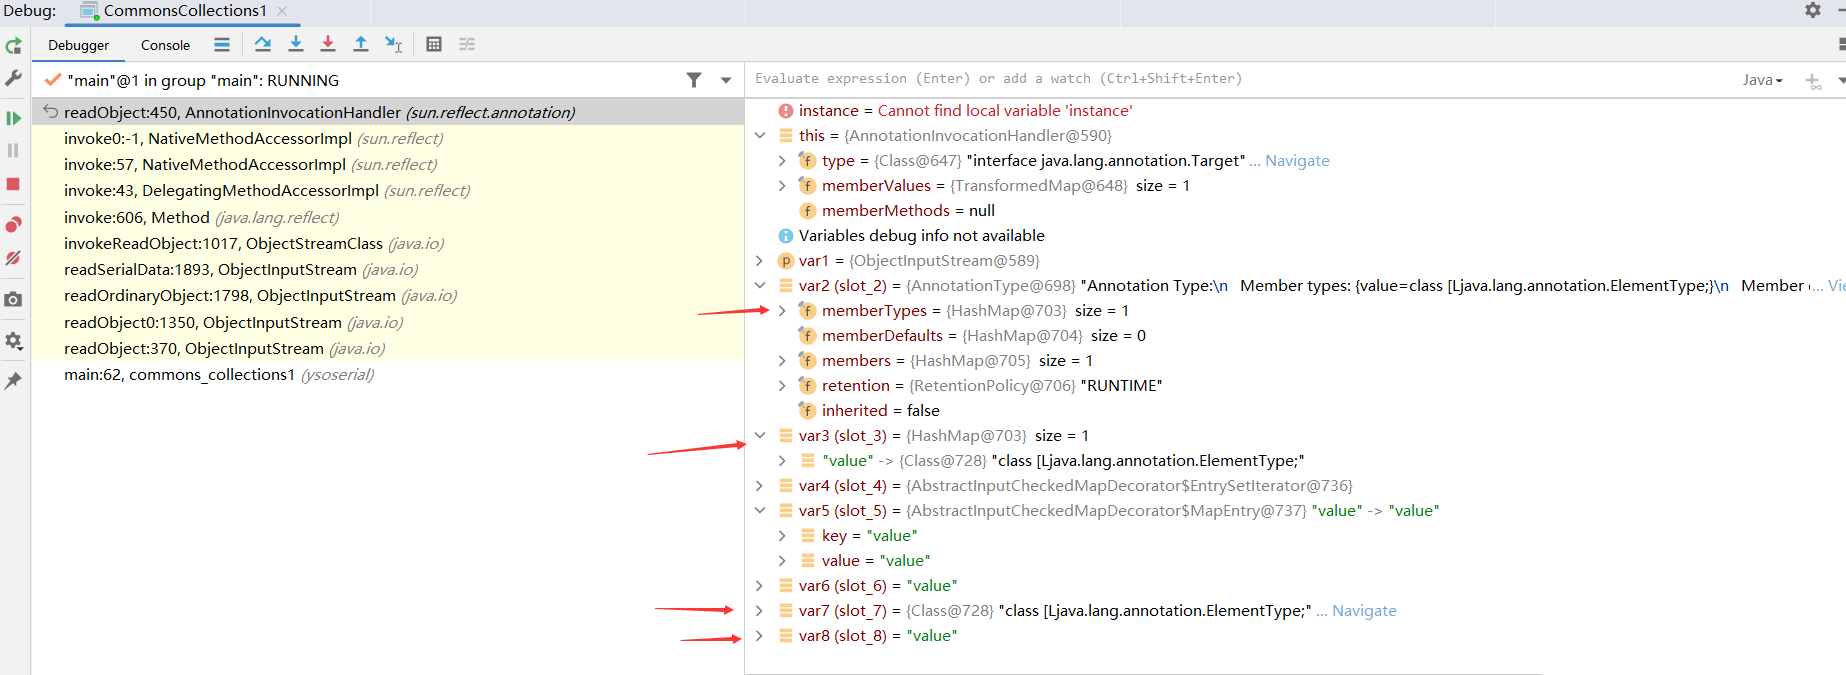 Debug: CommonsCollections1
Debugger Console
"main"@1 in group "main": RUNNING
readObject:450, AnnotationInvocationHandler (sun.reflect.annotation)
invoke0:-1, NativeMethodAccessorImpl (sun.reflect)
invoke:57, NativeMethodAccessorImpl (sun.reflect)
invoke:43, DelegatingMethodAccessorImpl (sun.reflect)
invoke:606, Method (java.lang.reflect)
invokeReadObject:1017, ObjectStreamClass (java.io)
readSerialData:1893, ObjectInputStream (java.io)
readOrdinaryObject:1798, ObjectInputStream (java.io)
readObject0:1350, ObjectInputStream (java.io)
readObject:370, ObjectInputStream (java.io)
main:62, commons_collections1 (ysoserial)
Evaluate expression (Enter) or add a watch (Ctrl+Shift+Enter) Java
instance = Cannot find local variable 'instance'
this = {AnnotationInvocationHandler@590}
f type = {Class@647} "interface java.lang.annotation.Target" ... Navigate
f memberValues = {TransformedMap@648} size = 1
f memberMethods = null
Variables debug info not available
p var1 = {ObjectInputStream@589}
var2 (slot_2) = {AnnotationType@698} "Annotation Type:\n Member types: {value=class [Ljava.lang.annotation.ElementType;}\n Member ... Vi
f memberTypes = {HashMap@703} size = 1
f memberDefaults = {HashMap@704} size = 0
f members = {HashMap@705} size = 1
f retention = {RetentionPolicy@706} "RUNTIME"
f inherited = false
var3 (slot_3) = {HashMap@703} size = 1
"value" -> {Class@728} "class [Ljava.lang.annotation.ElementType;"
var4 (slot_4) = {AbstractInputCheckedMapDecorator$EntrySetIterator@736}
var5 (slot_5) = {AbstractInputCheckedMapDecorator$MapEntry@737} "value" -> "value"
key = "value"
value = "value"
var6 (slot_6) = "value"
var7 (slot_7) = {Class@728} "class [Ljava.lang.annotation.ElementType;" ... Navigate
var8 (slot_8) = "value"